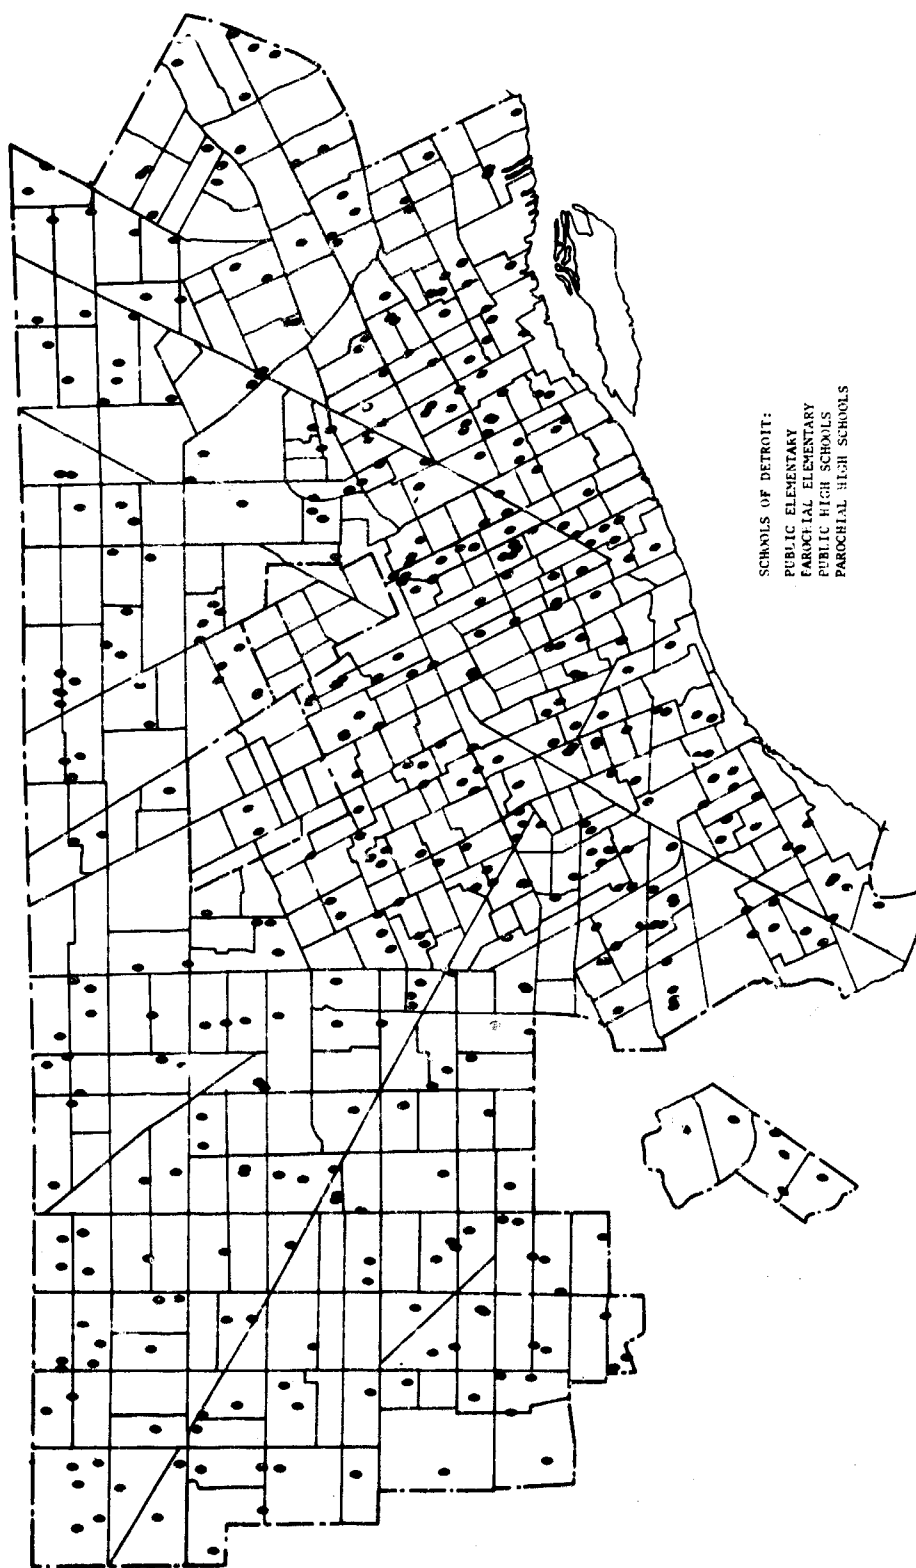 SCHOOLS OF DETROIT:
PUBLIC ELEMENTARY
PAROCHIAL ELEMENTARY
PUBLIC HIGH SCHOOLS
PAROCHIAL HIGH SCHOOLS